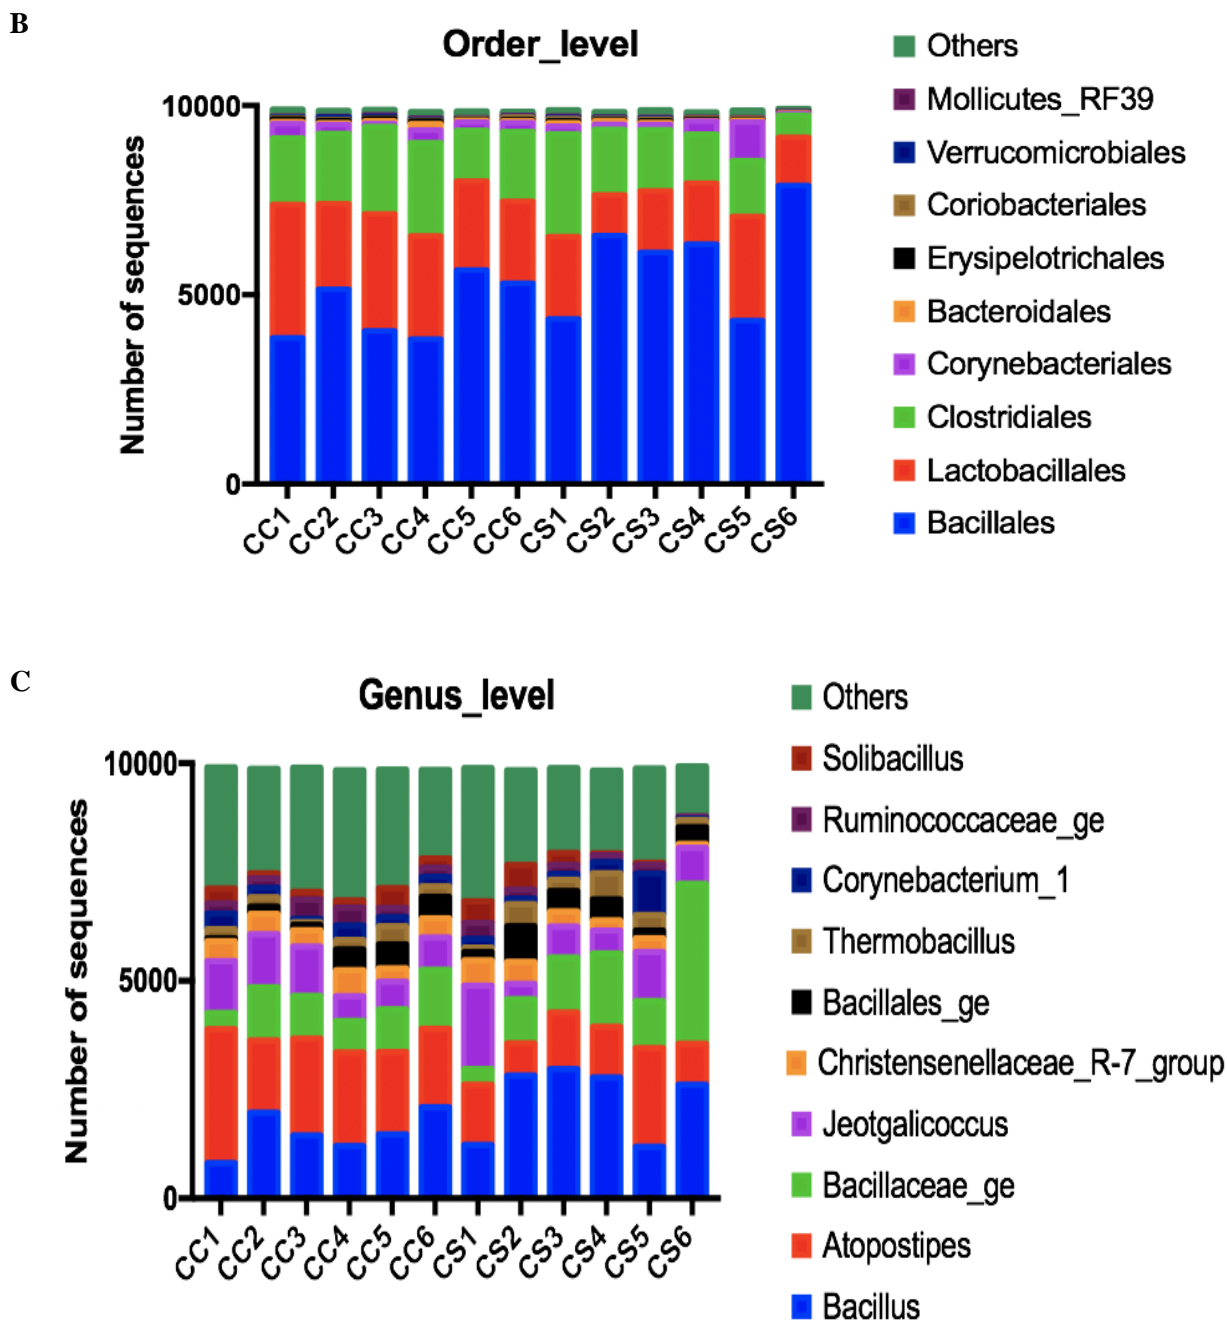 B
Order_level
Number of sequences
10000
5000
0
CC1 CC2 CC3 CC4 CC5 CC6 CS1 CS2 CS3 CS4 CS5 CS6
Others
Mollicutes_RF39
Verrucomicrobiales
Coriobacteriales
Erysipelotrichales
Bacteroidales
Corynebacteriales
Clostridiales
Lactobacillales
Bacillales
C
Genus_level
Number of sequences
10000
5000
0
CC1 CC2 CC3 CC4 CC5 CC6 CS1 CS2 CS3 CS4 CS5 CS6
Others
Solibacillus
Ruminococcaceae_ge
Corynebacterium_1
Thermobacillus
Bacillales_ge
Christensenellaceae_R-7_group
Jeotgalicoccus
Bacillaceae_ge
Atopostipes
Bacillus